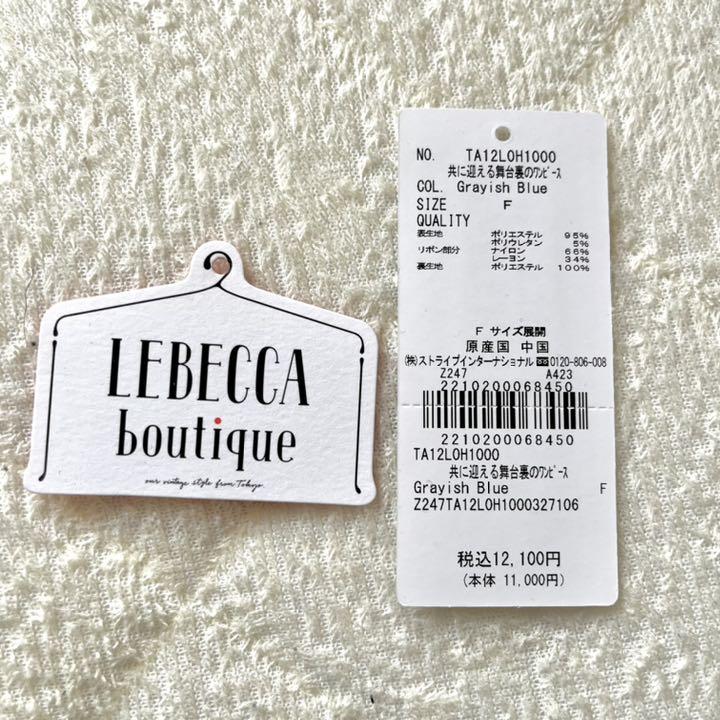 LEBECCA
boutique
our vintage style from Tokyo.
NO. TA12L0H1000
共に迎える舞台裏のﾜﾝﾋﾟｰｽ
COL. Grayish Blue
SIZE F
QUALITY
表生地 ポリエステル 95%
ポリウレタン 5%
リボン部分 ナイロン 66%
レーヨン 34%
裏生地 ポリエステル 100%
F サイズ展開
原産国 中国
㈱ストライプインターナショナル 0120-806-008
Z247 A423
2210200068450
2210200068450
TA12L0H1000
共に迎える舞台裏のﾜﾝﾋﾟｰｽ
Grayish Blue F
Z247TA12L0H1000327106
税込12,100円
(本体 11,000円)